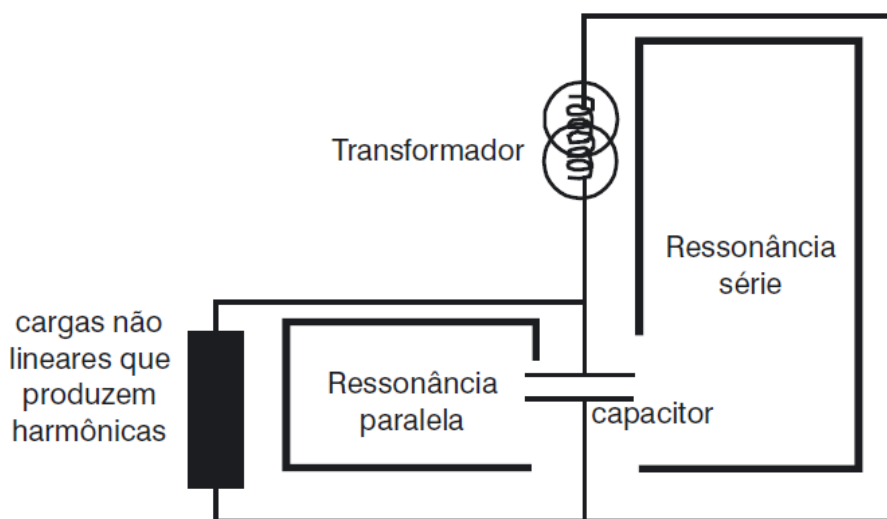 Transformador
Ressonância
série
cargas não
lineares que
produzem
harmônicas
Ressonância
paralela
capacitor